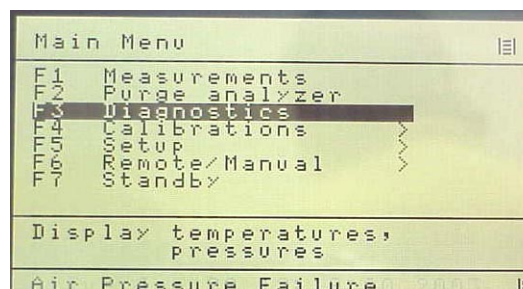 Main Menu
F1 Measurements
F2 Purge analyzer
F3 Diagnostics
F4 Calibrations >
F5 Setup >
F6 Remote/Manual >
F7 Standby
Display temperatures,
pressures
Air Pressure Failure